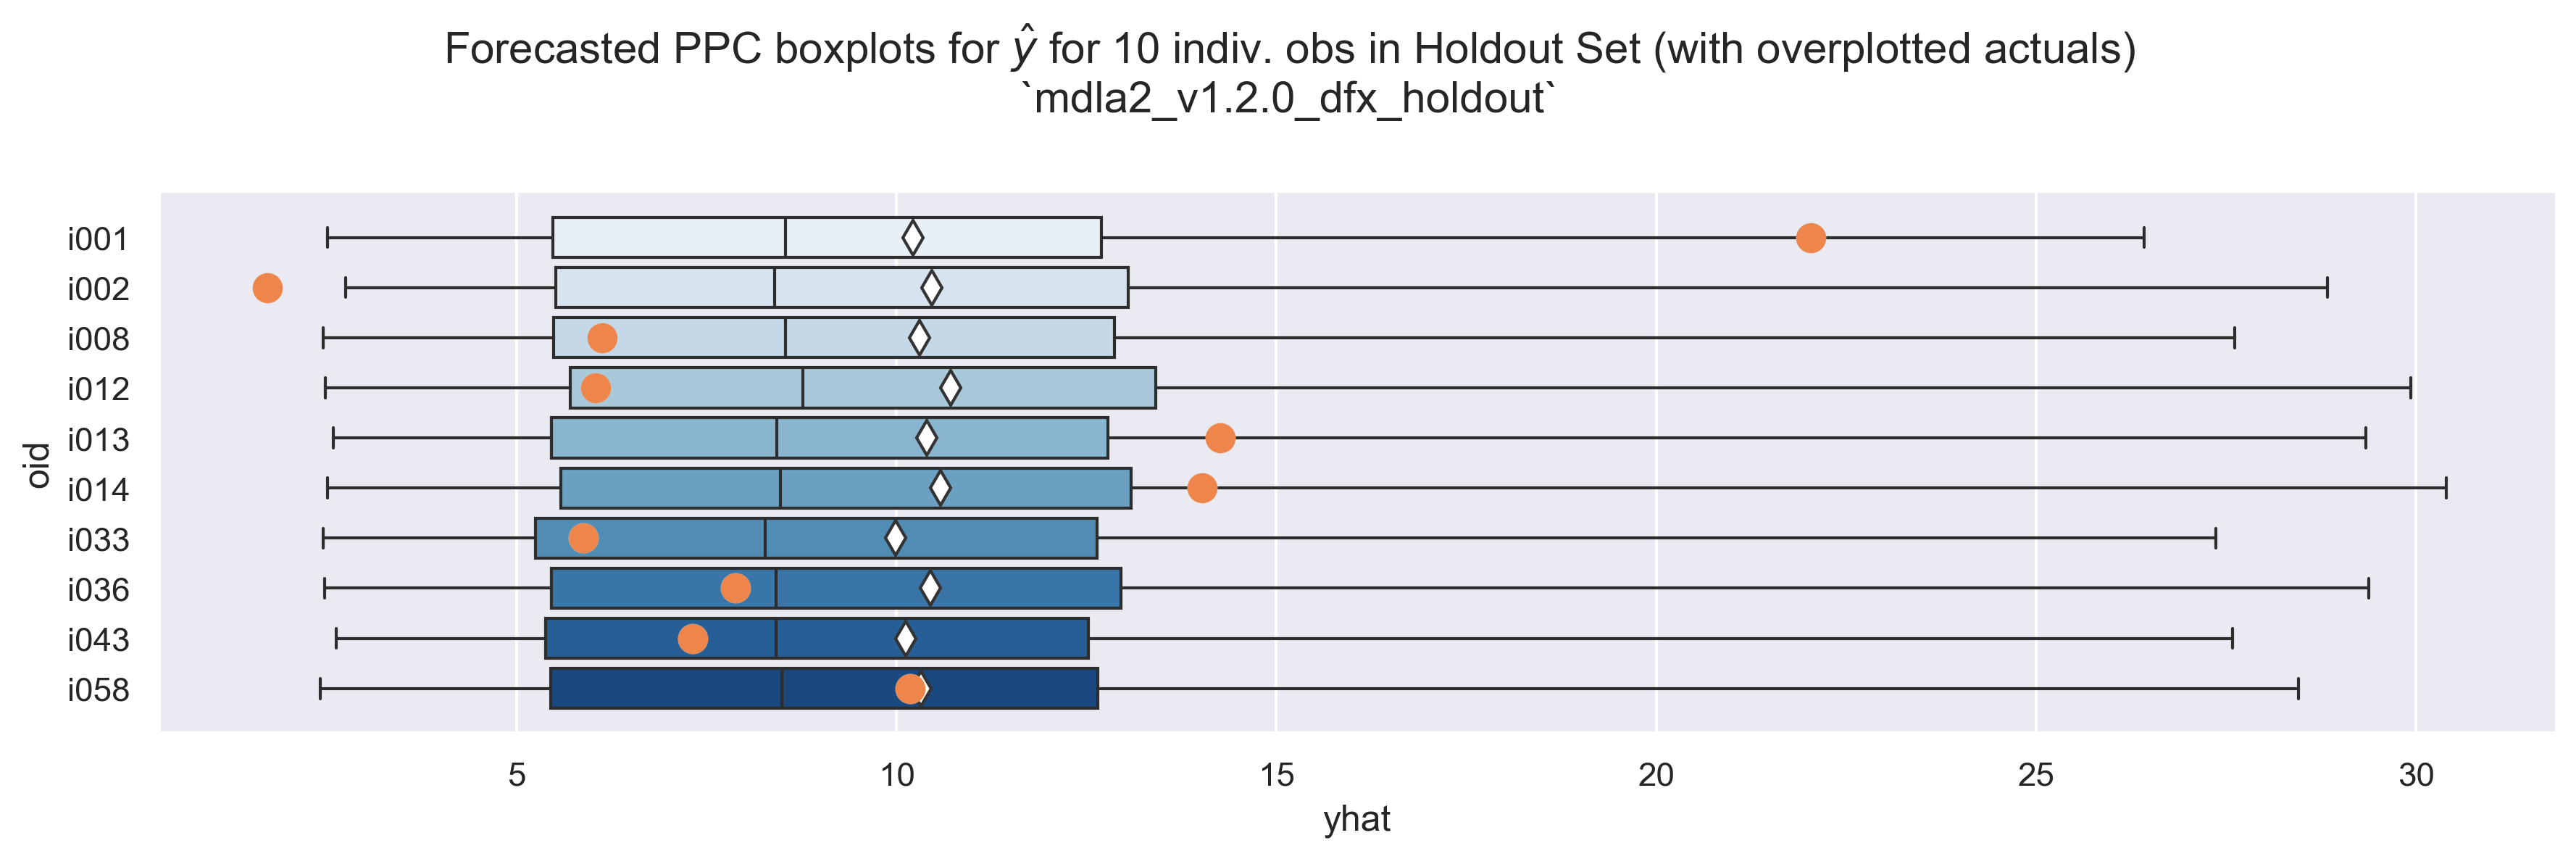 Forecasted PPC boxplots for ŷ for 10 indiv. obs in Holdout Set (with overplotted actuals)
`mdla2_v1.2.0_dfx_holdout`
oid
i001
i002
i008
i012
i013
i014
i033
i036
i043
i058
5 10 15 20 25 30
yhat